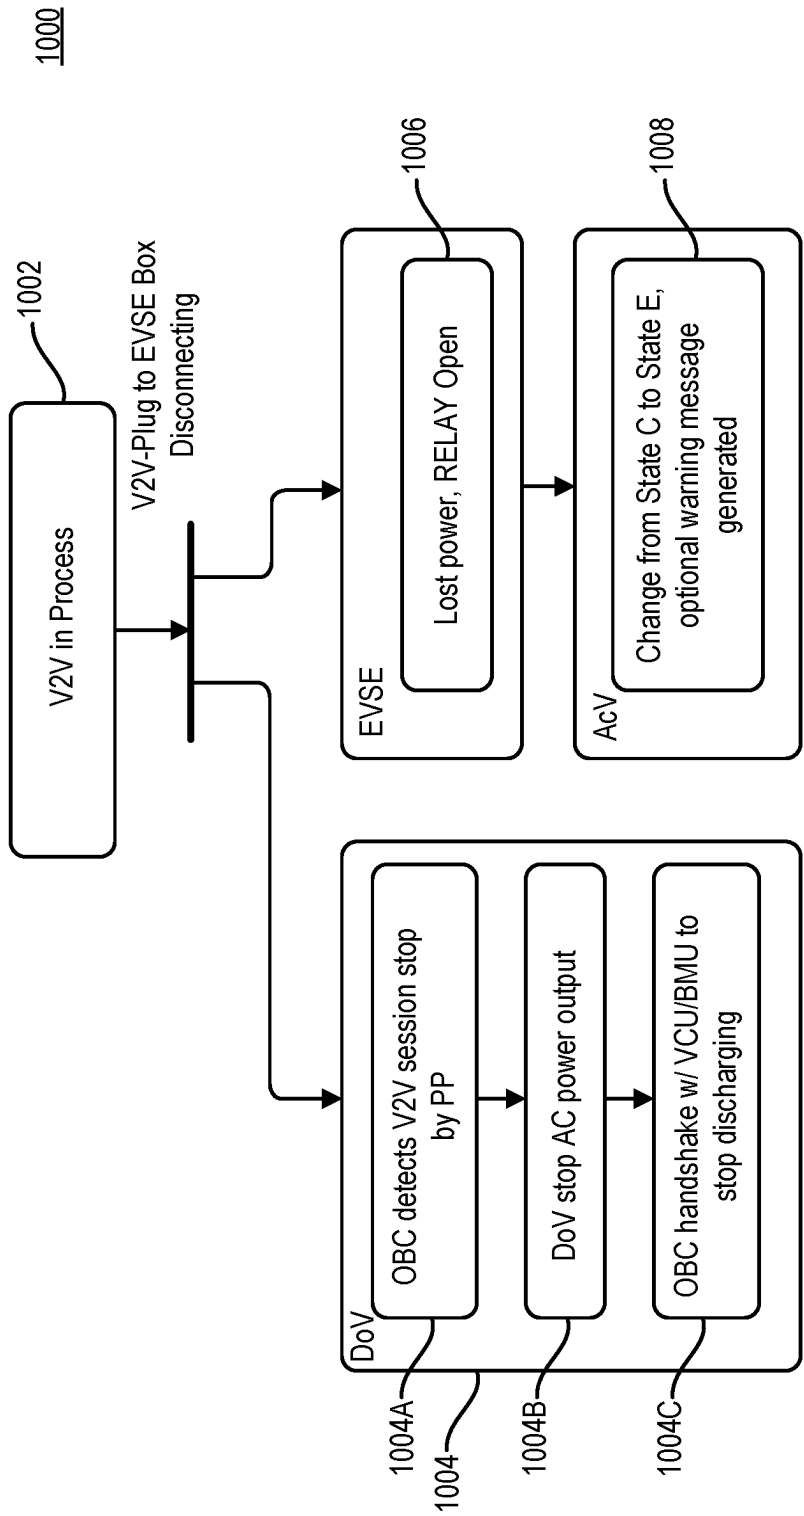 1000
V2V in Process
1002
V2V-Plug to EVSE Box
Disconnecting
DoV
OBC detects V2V session stop
by PP
1004A
1004
DoV stop AC power output
1004B
OBC handshake w/ VCU/BMU to
stop discharging
1004C
EVSE
Lost power, RELAY Open
1006
AcV
Change from State C to State E,
optional warning message
generated
1008